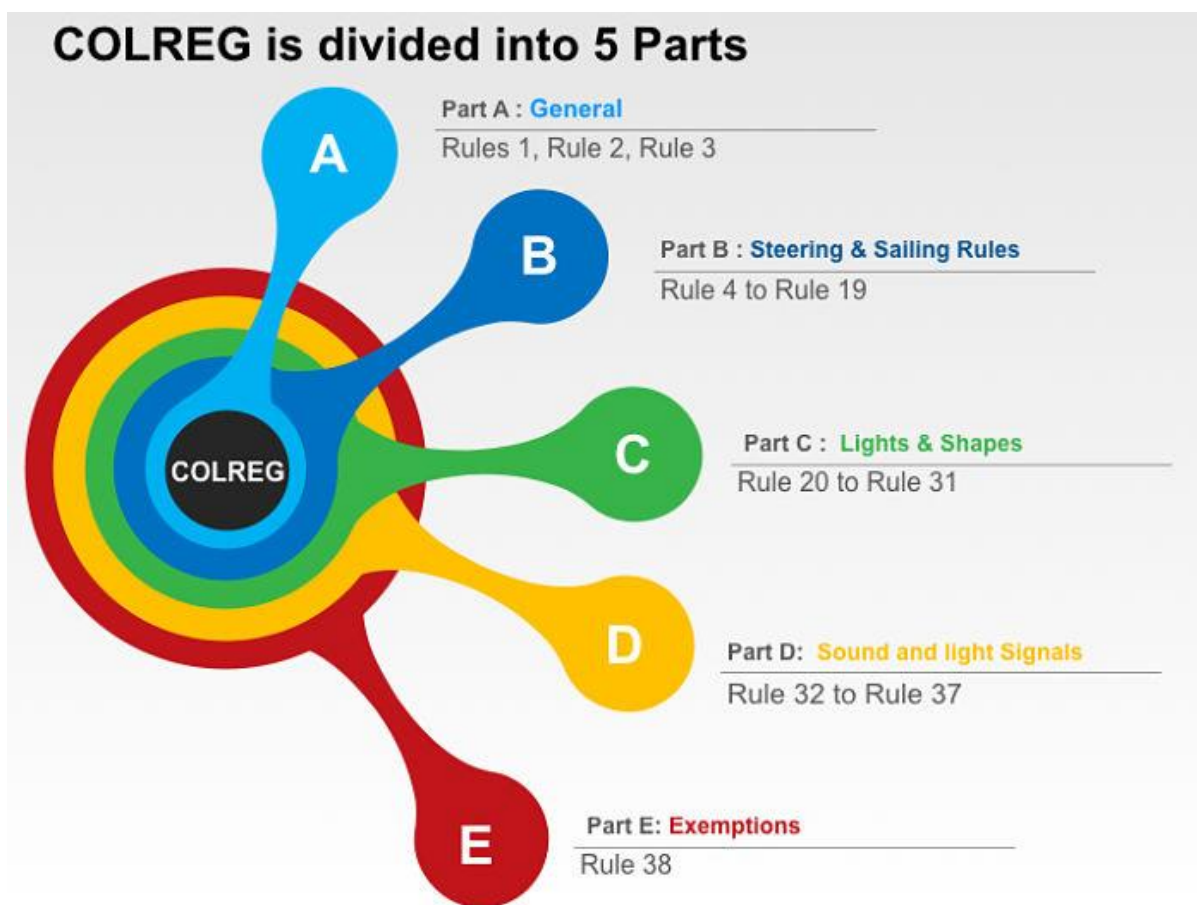 COLREG is divided into 5 Parts
A
Part A : General
Rules 1, Rule 2, Rule 3
B
Part B : Steering & Sailing Rules
Rule 4 to Rule 19
COLREG
C
Part C : Lights & Shapes
Rule 20 to Rule 31
D
Part D: Sound and light Signals
Rule 32 to Rule 37
E
Part E: Exemptions
Rule 38